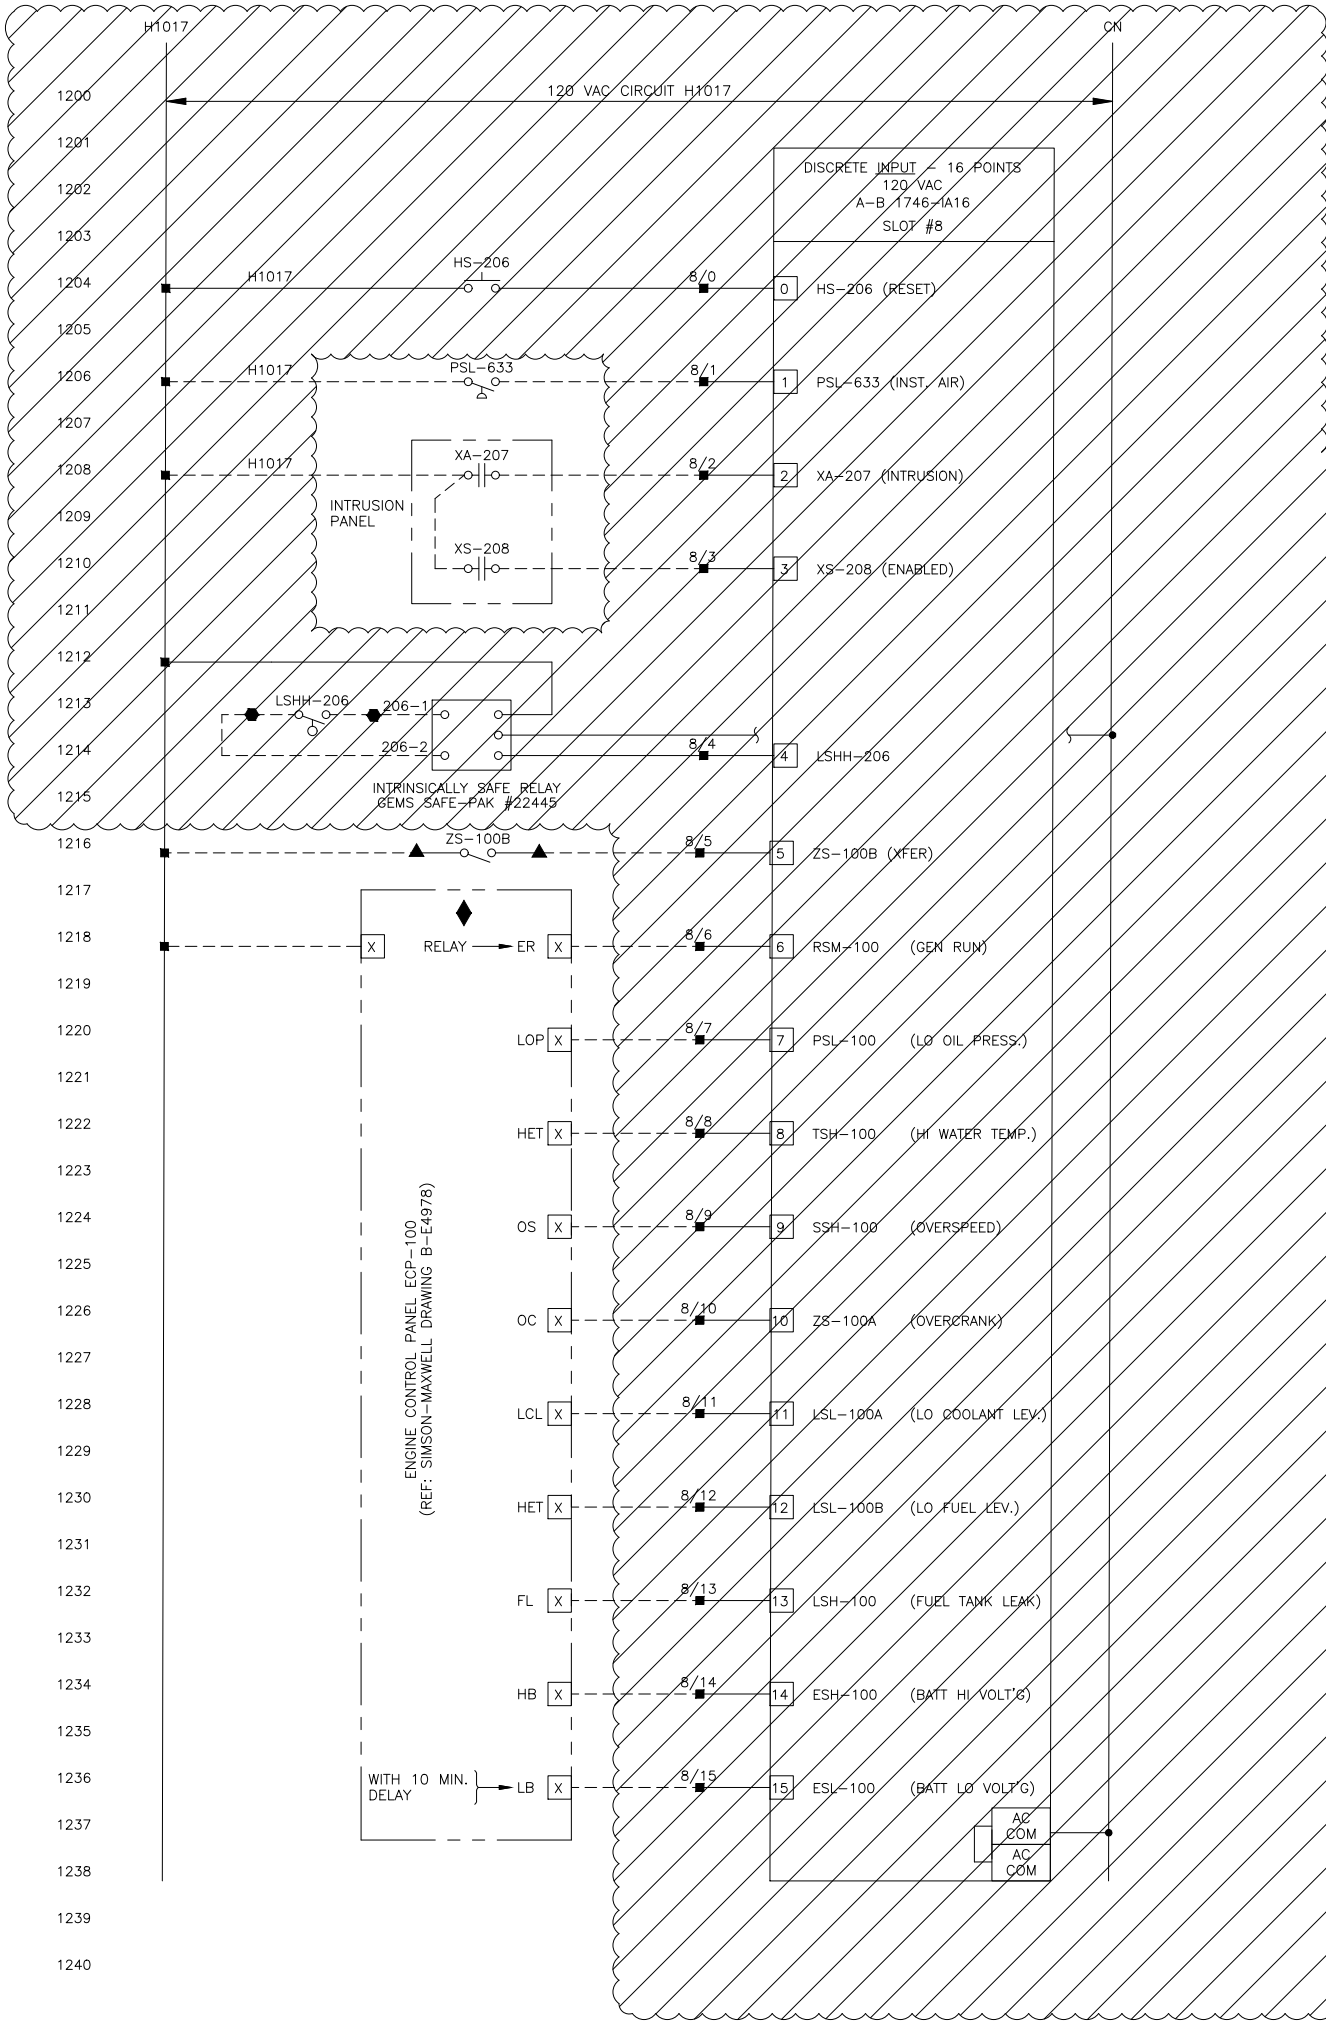 H1017 CN
1200 120 VAC CIRCUIT H1017
1201
DISCRETE INPUT - 16 POINTS
1202 120 VAC
A-B 1746-IA16
1203 SLOT #8
HS-206
1204 H1017 8/0 0 HS-206 (RESET)
1205
PSL-633
1206 H1017 8/1 1 PSL-633 (INST. AIR)
1207
XA-207
1208 H1017 8/2 2 XA-207 (INTRUSION)
INTRUSION
1209 PANEL
XS-208
1210 8/3 3 XS-208 (ENABLED)
1211
1212
1213 LSHH-206 206-1
1214 206-2 8/4 4 LSHH-206
INTRINSICALLY SAFE RELAY
1215 GEMS SAFE-PAK #22445
ZS-100B
1216 8/5 5 ZS-100B (XFER)
1217
1218 X RELAY ER X 8/6 6 RSM-100 (GEN RUN)
1219
1220 LOP X 8/7 7 PSL-100 (LO OIL PRESS.)
1221
1222 HET X 8/8 8 TSH-100 (HI WATER TEMP.)
1223
1224 OS X 8/9 9 SSH-100 (OVERSPEED)
1225
ENGINE CONTROL PANEL ECP-100
(REF: SIMSON-MAXWELL DRAWING B-E4978)
1226 OC X 8/10 10 ZS-100A (OVERCRANK)
1227
1228 LCL X 8/11 11 LSL-100A (LO COOLANT LEV.)
1229
1230 HET X 8/12 12 LSL-100B (LO FUEL LEV.)
1231
1232 FL X 8/13 13 LSH-100 (FUEL TANK LEAK)
1233
1234 HB X 8/14 14 ESH-100 (BATT HI VOLT'G)
1235
1236 WITH 10 MIN. LB X 8/15 15 ESL-100 (BATT LO VOLT'G)
DELAY
1237 AC
COM
AC
1238 COM
1239
1240